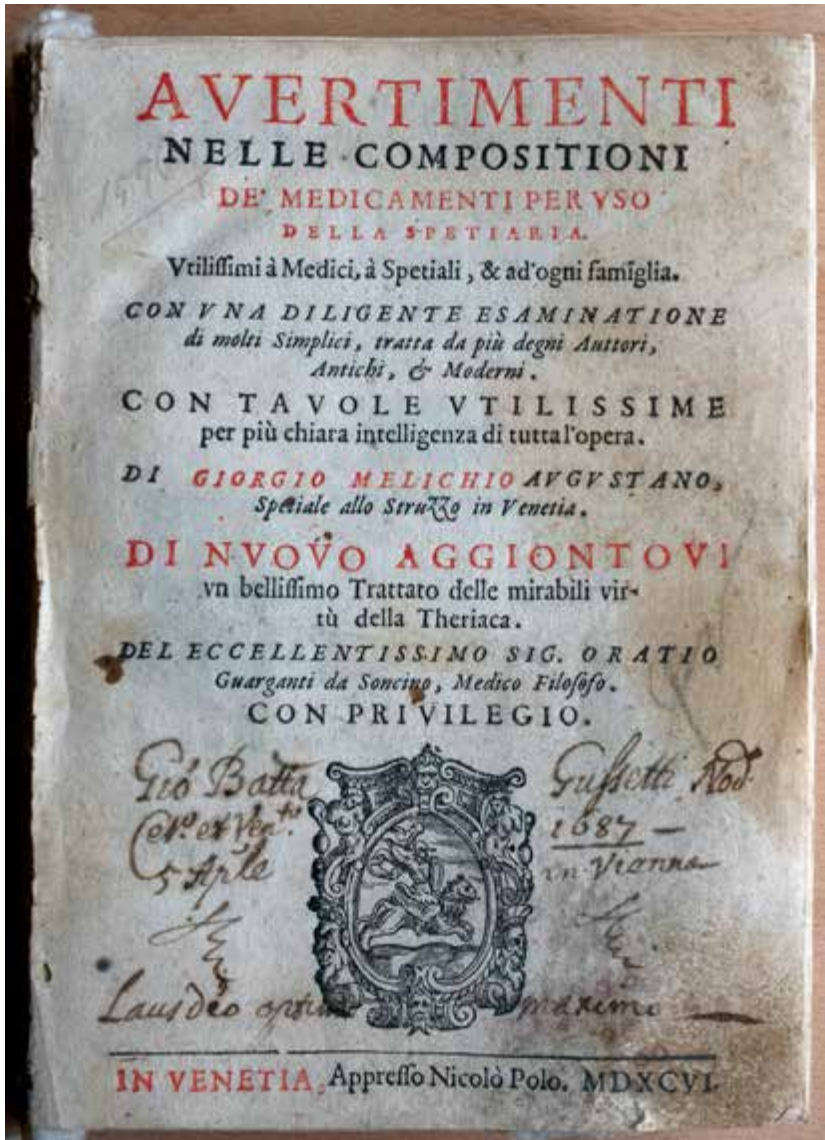 AVERTIMENTI
NELLE COMPOSITIONI
DE' MEDICAMENTI PER VSO
DELLA SPETIARIA.
Vtilissimi à Medici, à Spetiali, & ad'ogni famiglia.
CON VNA DILIGENTE ESAMINATIONE
di molti Simplici, tratta da più degni Auttori,
Antichi, & Moderni.
CON TAVOLE VTILISSIME
per più chiara intelligenza di tutta l'opera.
DI GIORGIO MELICHIO AVGVSTANO,
Spetiale allo Struzzo in Venetia.
DI NVOVO AGGIONTOVI
vn bellissimo Trattato delle mirabili vir-
tù della Theriaca.
DEL ECCELLENTISSIMO SIG. ORATIO
Guarganti da Soncino, Medico Filosofo.
CON PRIVILEGIO.
Gio Batta Gussetti
1687
5 Aple in Vienna
Laus Deo optimo maximo
IN VENETIA, Appresso Nicolò Polo. MDXCVI.